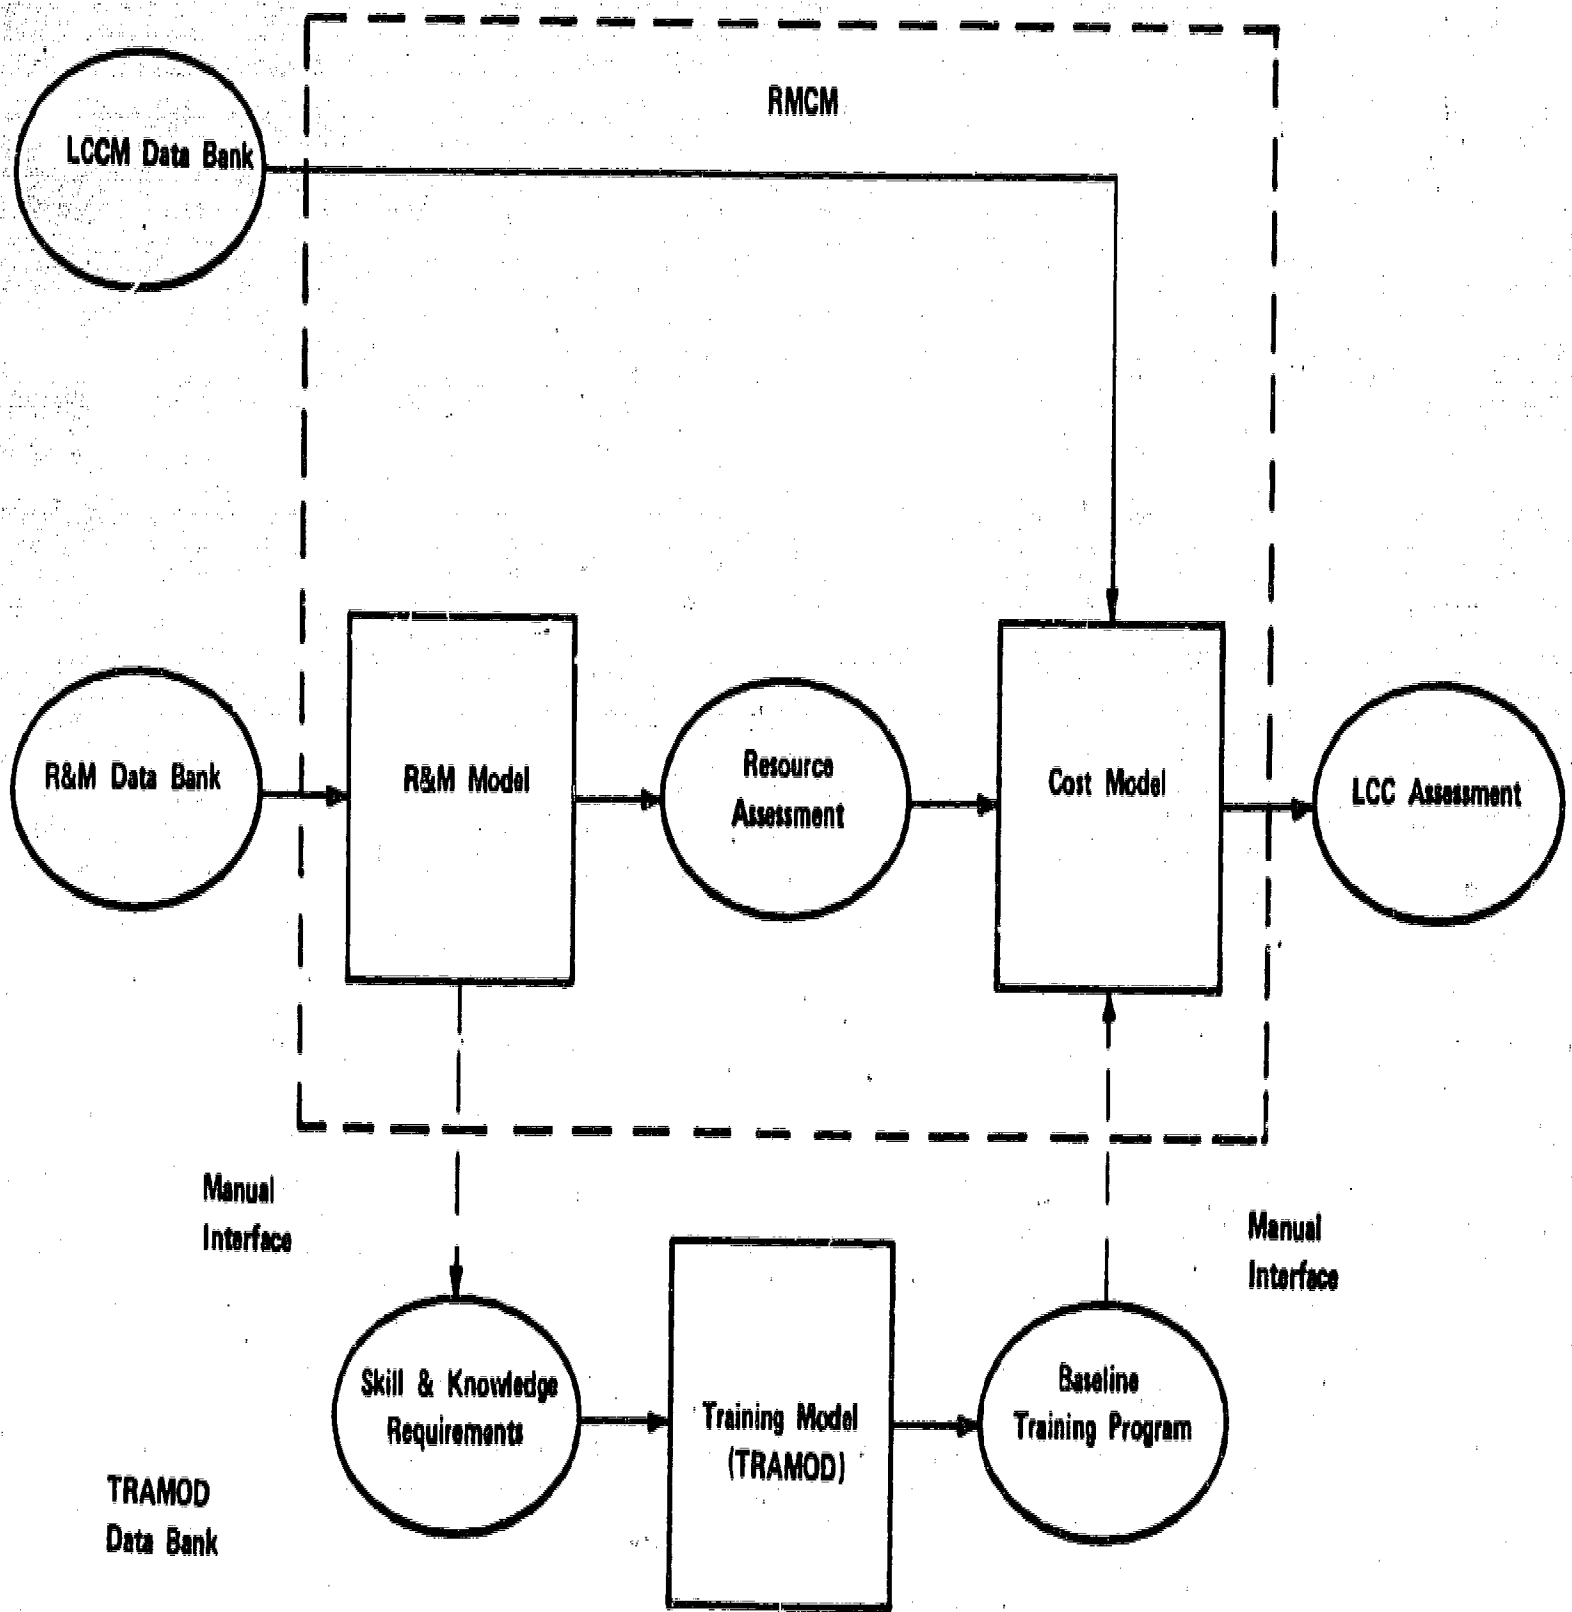 RMCM
LCCM Data Bank
R&M Data Bank
R&M Model
Resource
Assessment
Cost Model
LCC Assessment
Manual
Interface
Manual
Interface
Skill & Knowledge
Requirements
Training Model
(TRAMOD)
Baseline
Training Program
TRAMOD
Data Bank